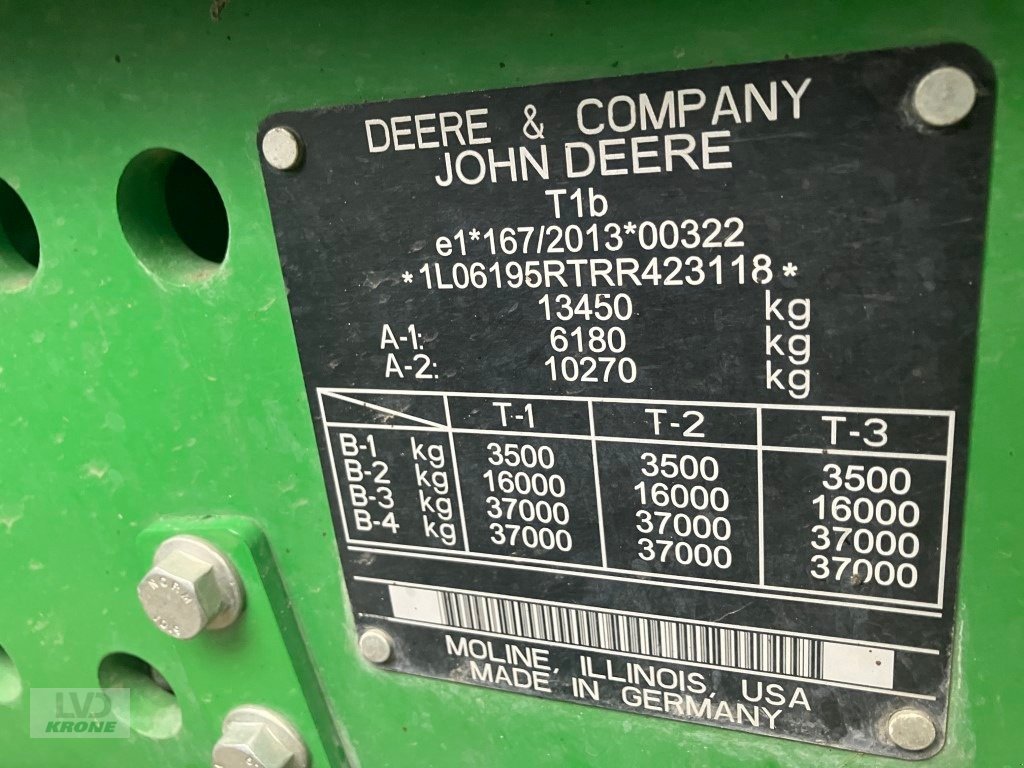 DEERE & COMPANY
JOHN DEERE
T1b
e1*167/2013*00322
*1L06195RTRR423118*
13450 kg
A-1: 6180 kg
A-2: 10270 kg
T-1 T-2 T-3
B-1 kg 3500 3500 3500
B-2 kg 16000 16000 16000
B-3 kg 37000 37000 37000
B-4 kg 37000 37000 37000
MOLINE, ILLINOIS, USA
MADE IN GERMANY
LVD
KRONE